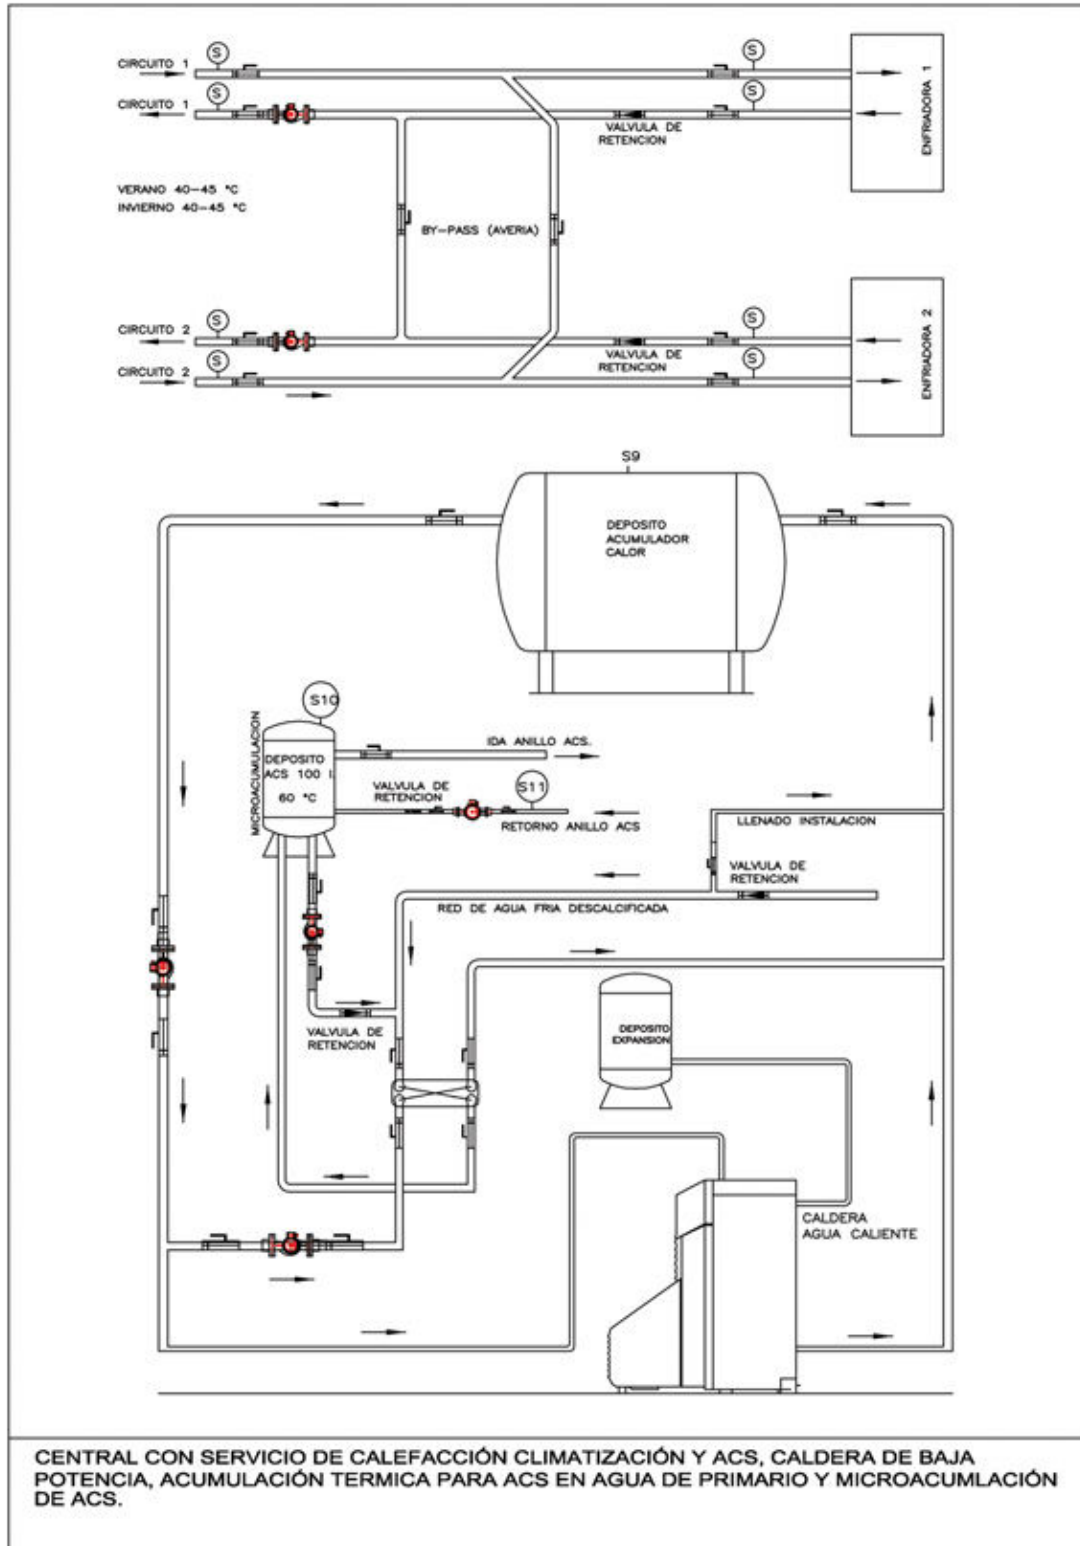 S
S
CIRCUITO 1
ENFRIADORA 1
S
S
CIRCUITO 1
VALVULA DE
RETENCION
VERANO 40-45 °C
INVIERNO 40-45 °C
BY-PASS (AVERIA)
S
S
CIRCUITO 2
ENFRIADORA 2
S
S
VALVULA DE
RETENCION
CIRCUITO 2
S9
DEPOSITO
ACUMULADOR
CALOR
S10
MICROACUMULACION
IDA ANILLO ACS.
DEPOSITO
ACS 100 l.
60 °C
VALVULA DE
RETENCION
S11
RETORNO ANILLO ACS
LLENADO INSTALACION
VALVULA DE
RETENCION
RED DE AGUA FRIA DESCALCIFICADA
VALVULA DE
RETENCION
DEPOSITO
EXPANSION
CALDERA
AGUA CALIENTE
CENTRAL CON SERVICIO DE CALEFACCIÓN CLIMATIZACIÓN Y ACS, CALDERA DE BAJA
POTENCIA, ACUMULACIÓN TERMICA PARA ACS EN AGUA DE PRIMARIO Y MICROACUMLACIÓN
DE ACS.